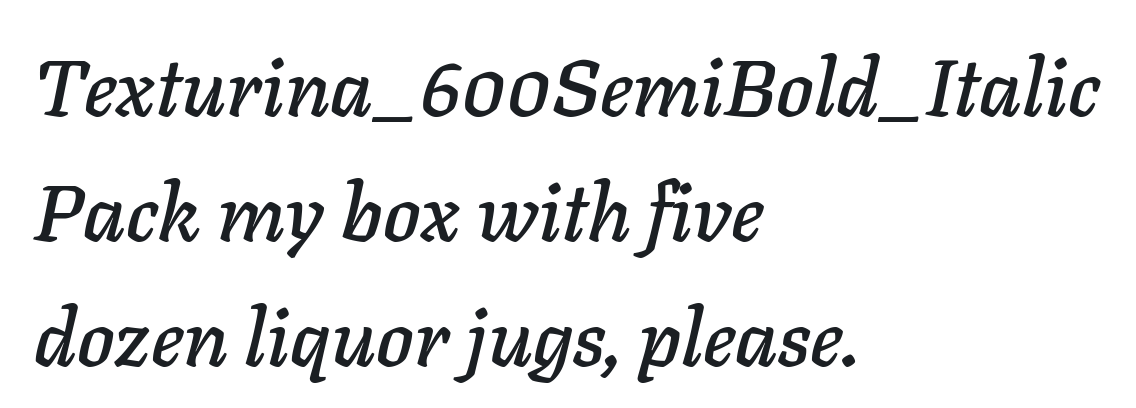 Texturina_600SemiBold_Italic
Pack my box with five
dozen liquor jugs, please.